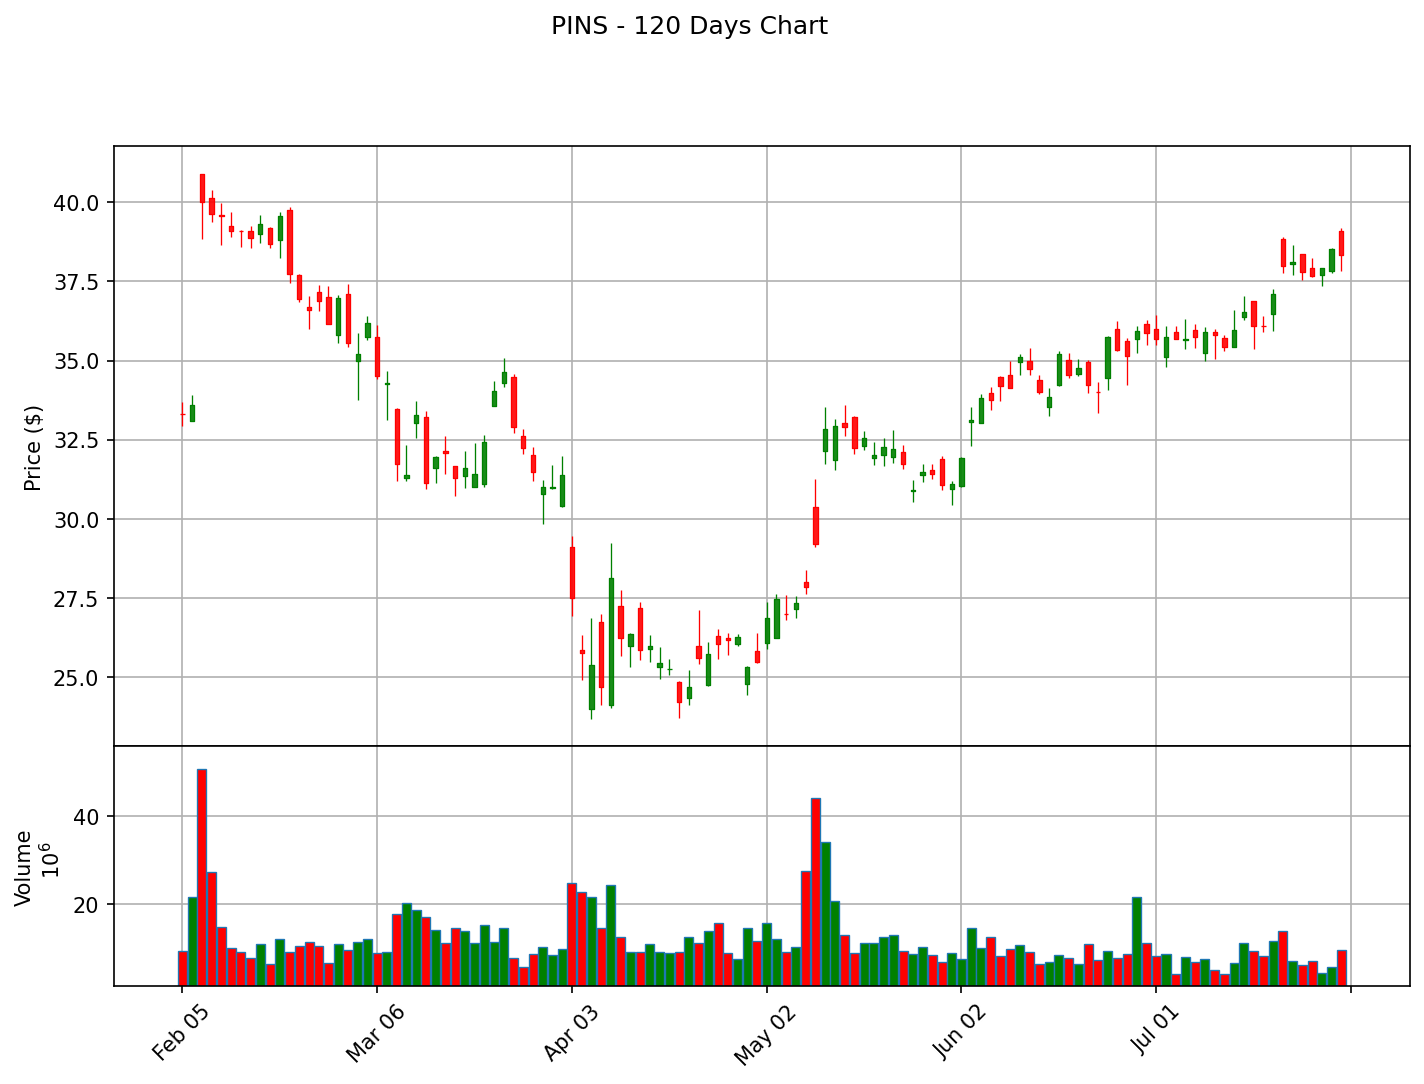 PINS - 120 Days Chart
Price ($)
40.0
37.5
35.0
32.5
30.0
27.5
25.0
Volume
10^6
40
20
Feb 05
Mar 06
Apr 03
May 02
Jun 02
Jul 01